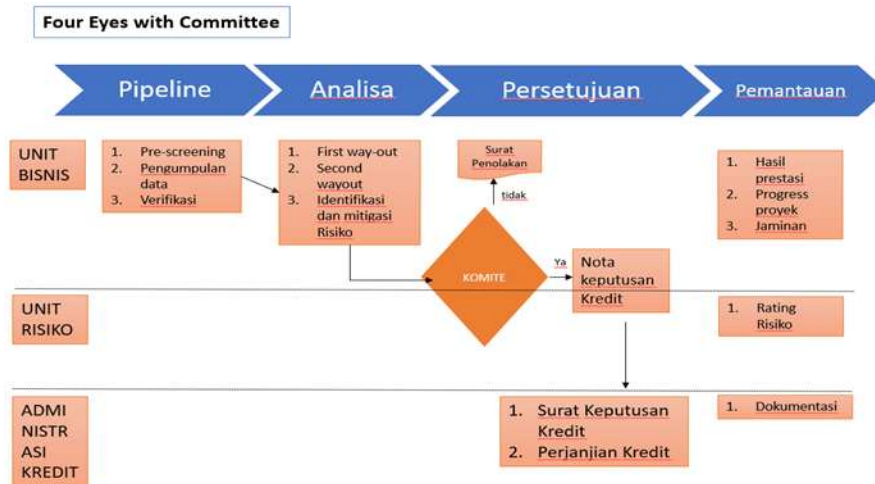 Four Eyes with Committee
Pipeline
Analisa
Persetujuan
Pemantauan
UNIT
BISNIS
1. Pre-screening
2. Pengumpulan
data
3. Verifikasi
1. First way-out
2. Second
wayout
3. Identifikasi
dan mitigasi
Risiko
Surat
Penolakan
tidak
KOMITE
Ya
Nota
keputusan
Kredit
1. Hasil
prestasi
2. Progress
proyek
3. Jaminan
UNIT
RISIKO
1. Rating
Risiko
ADMI
NISTR
ASI
KREDIT
1. Surat Keputusan
Kredit
2. Perjanjian Kredit
1. Dokumentasi